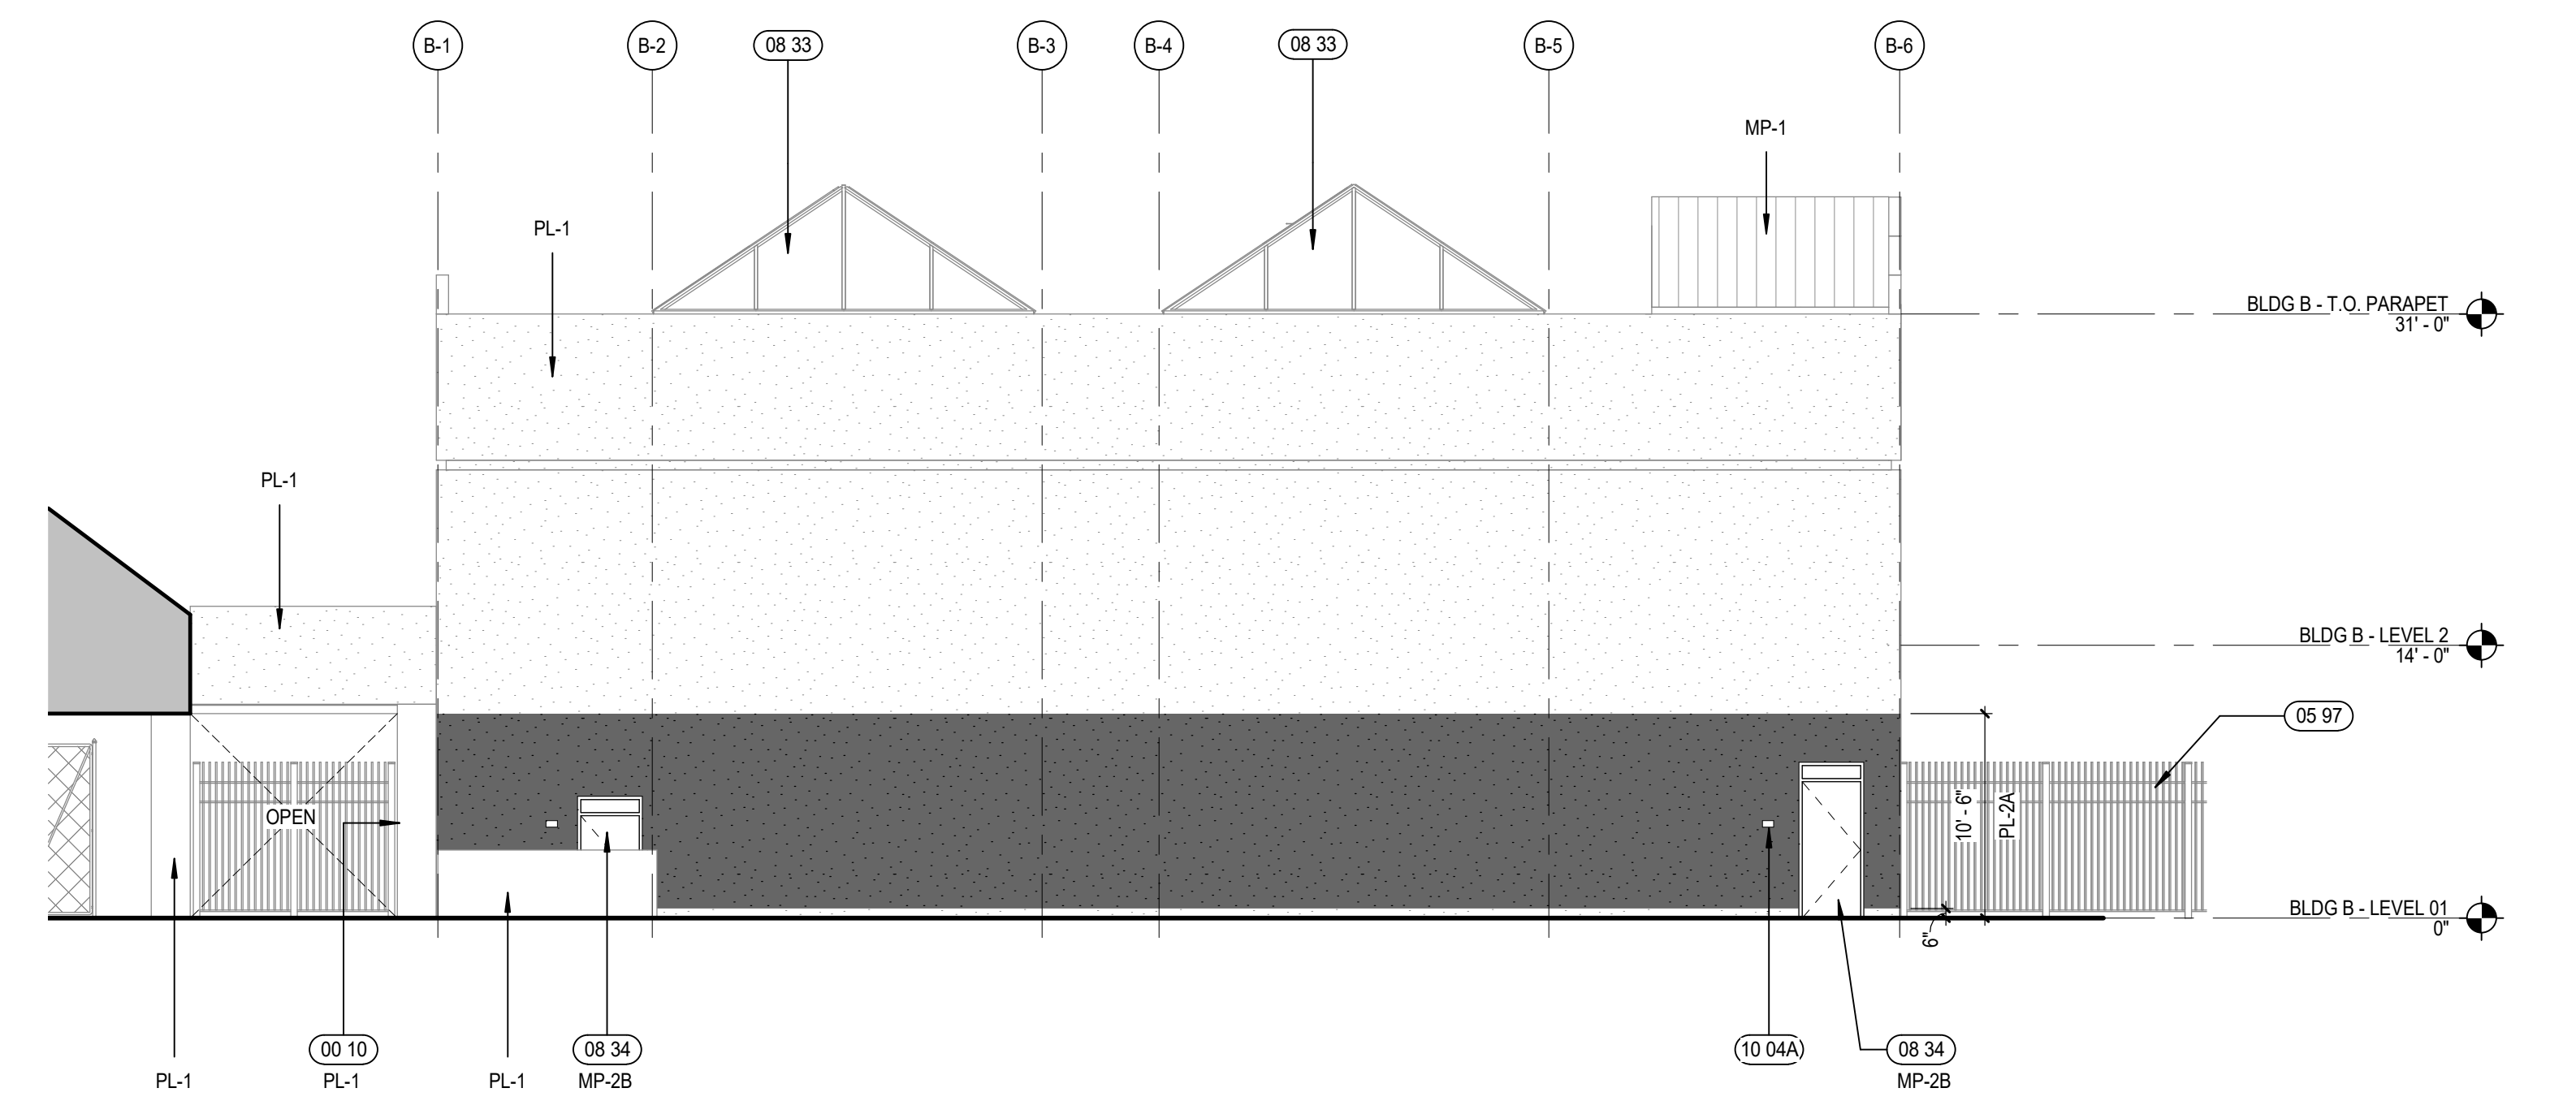 B-1
B-2
08 33
B-3
B-4
08 33
B-5
B-6
MP-1
PL-1
BLDG B - T.O. PARAPET
31' - 0"
PL-1
BLDG B - LEVEL 2
14' - 0"
05 97
OPEN
10' - 6"
PL-2A
BLDG B - LEVEL 01
0"
6"
00 10
08 34
10 04A
08 34
PL-1
PL-1
PL-1
MP-2B
MP-2B